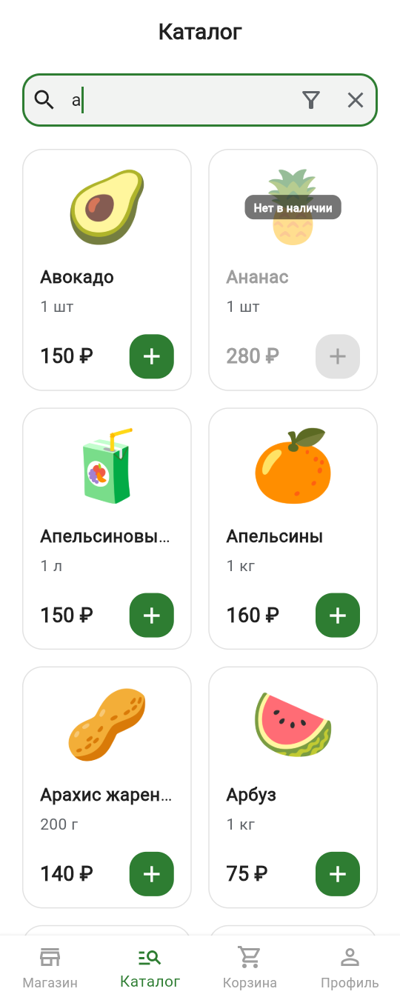 Каталог
а
Авокадо
1 шт
150 ₽
Нет в наличии
Ананас
1 шт
280 ₽
Апельсиновы...
1 л
150 ₽
Апельсины
1 кг
160 ₽
Арахис жарен...
200 г
140 ₽
Арбуз
1 кг
75 ₽
Магазин
Каталог
Корзина
Профиль